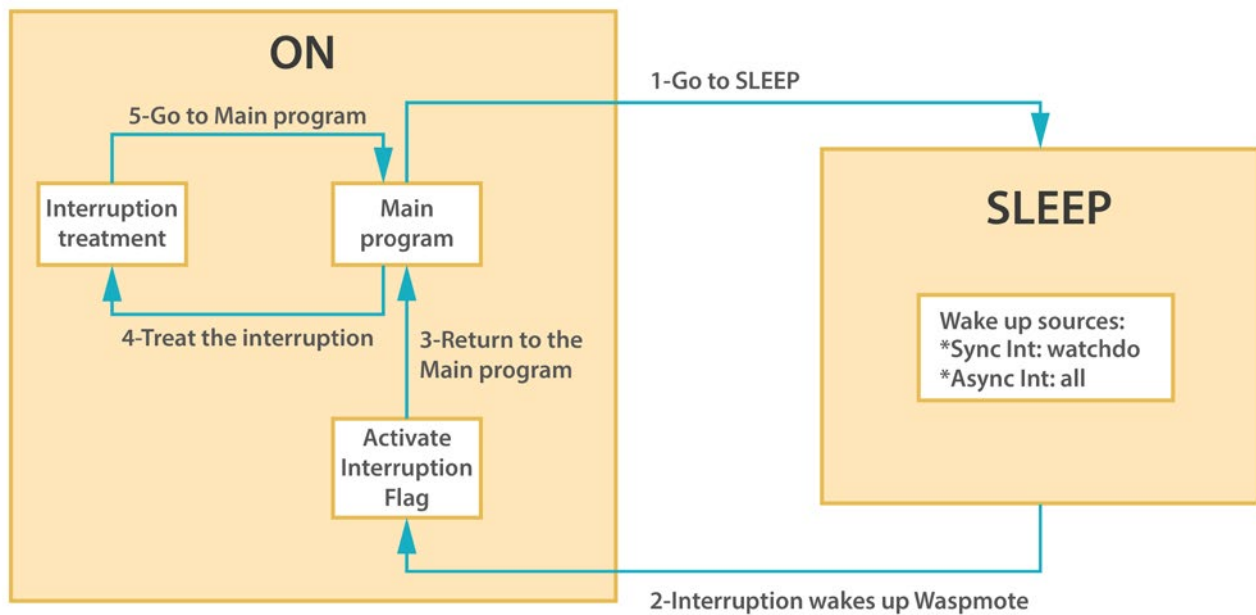 ON
1-Go to SLEEP
5-Go to Main program
Interruption
treatment
Main
program
SLEEP
4-Treat the interruption
3-Return to the
Main program
Wake up sources:
*Sync Int: watchdo
*Async Int: all
Activate
Interruption
Flag
2-Interruption wakes up Waspmote